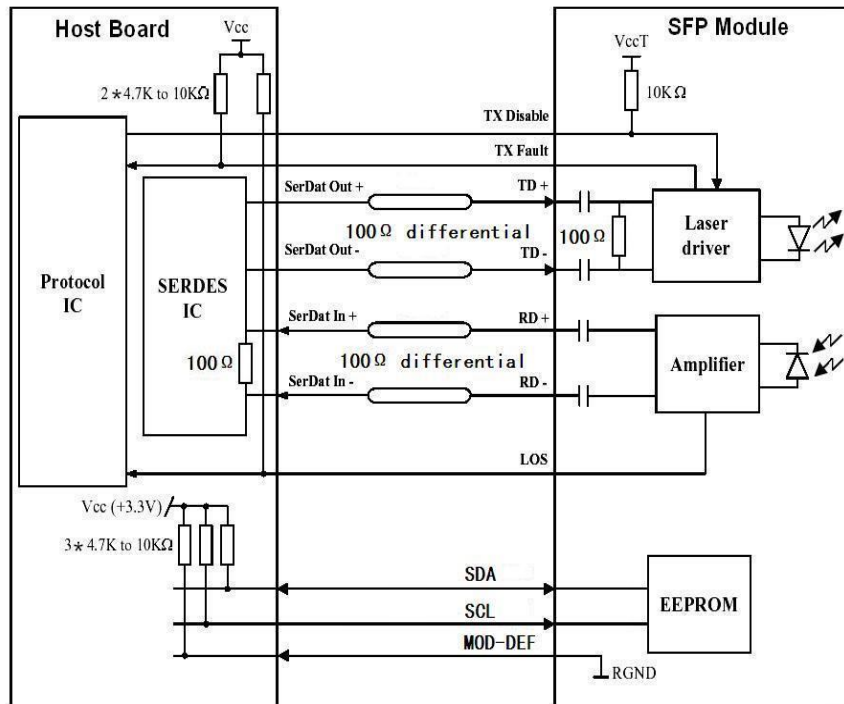 Host Board
SFP Module
Vcc
VccT
2*4.7K to 10KΩ
10KΩ
TX Disable
TX Fault
SerDat Out +
TD +
100Ω differential
100Ω
Laser
driver
SerDat Out -
TD -
Protocol
IC
SERDES
IC
SerDat In +
RD +
100Ω
100Ω differential
Amplifier
SerDat In -
RD -
LOS
Vcc (+3.3V)
3* 4.7K to 10KΩ
SDA
EEPROM
SCL
MOD-DEF
RGND